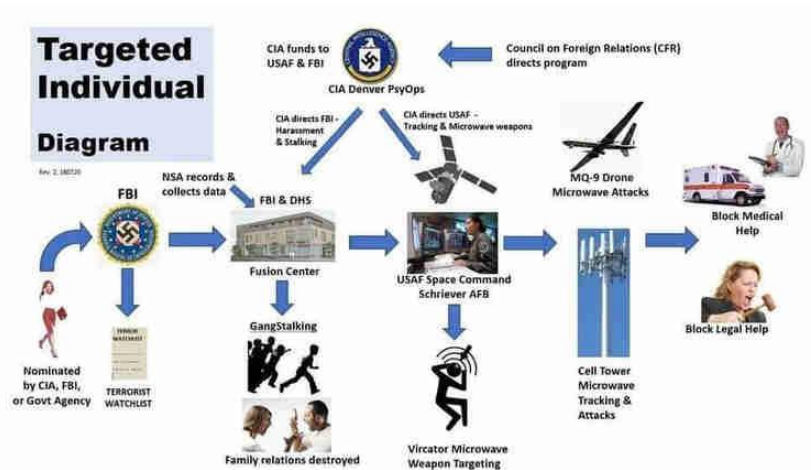 Targeted
Individual
Diagram
Rev. 2, 180720
CIA funds to
USAF & FBI
CIA Denver PsyOps
Council on Foreign Relations (CFR)
directs program
CIA directs FBI -
Harassment
& Stalking
CIA directs USAF -
Tracking & Microwave weapons
NSA records &
collects data
FBI
FBI & DHS
Fusion Center
USAF Space Command
Schriever AFB
MQ-9 Drone
Microwave Attacks
Block Medical
Help
Block Legal Help
Nominated
by CIA, FBI,
or Govt Agency
TERROR
WATCHLIST
TERRORIST
WATCHLIST
GangStalking
Family relations destroyed
Vircator Microwave
Weapon Targeting
Cell Tower
Microwave
Tracking &
Attacks